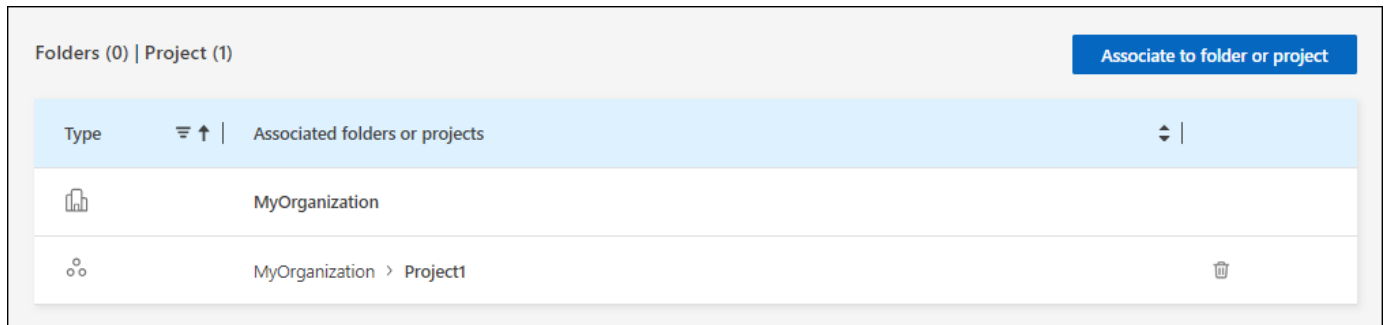 Folders (0) | Project (1)
Associate to folder or project
Type
Associated folders or projects
MyOrganization
MyOrganization > Project1